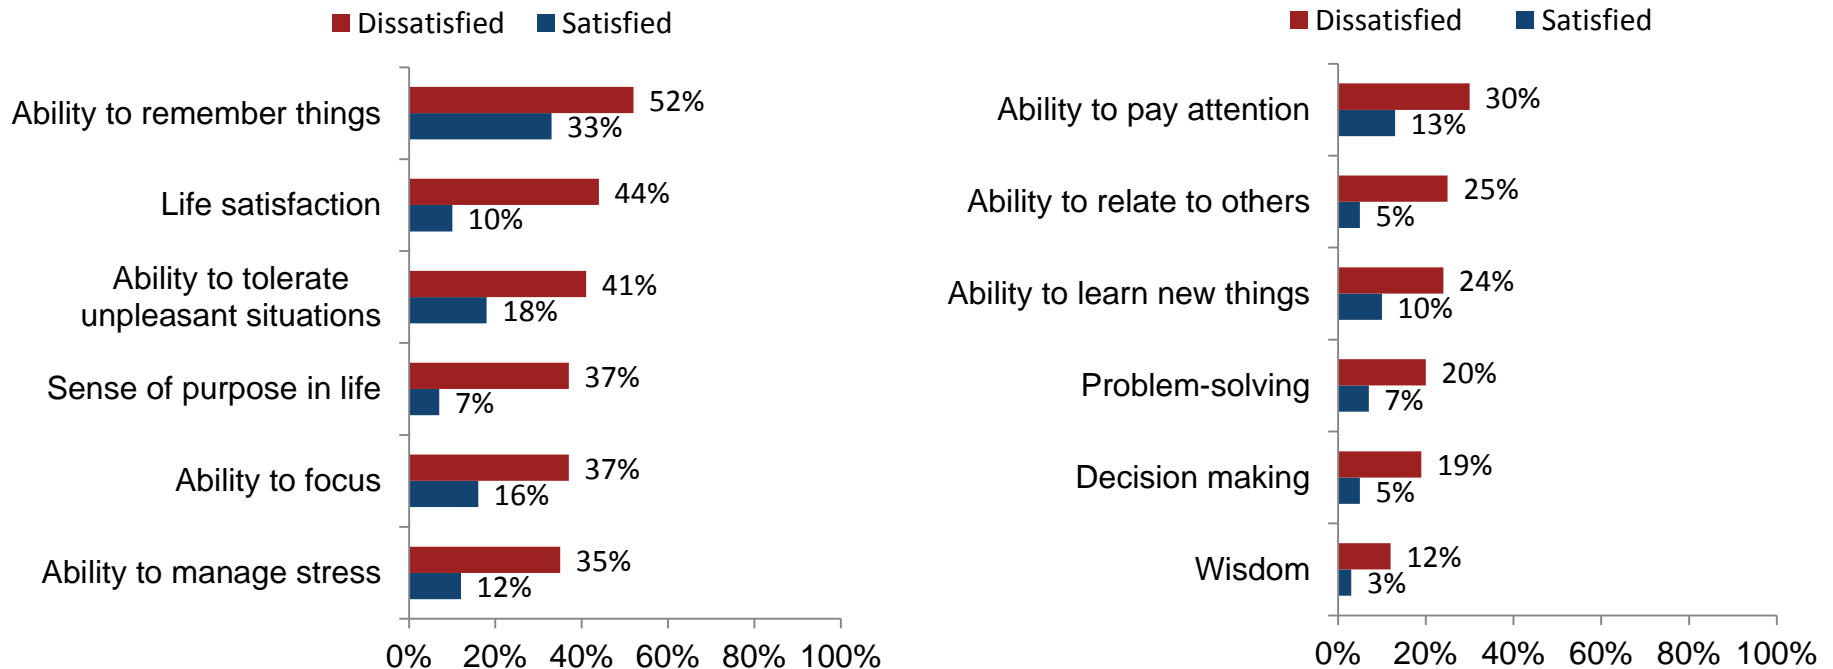 Dissatisfied Satisfied
Ability to remember things 52%
33%
Life satisfaction 44%
10%
Ability to tolerate
unpleasant situations 41%
18%
Sense of purpose in life 37%
7%
Ability to focus 37%
16%
Ability to manage stress 35%
12%
0% 20% 40% 60% 80% 100%
Dissatisfied Satisfied
Ability to pay attention 30%
13%
Ability to relate to others 25%
5%
Ability to learn new things 24%
10%
Problem-solving 20%
7%
Decision making 19%
5%
Wisdom 12%
3%
0% 20% 40% 60% 80% 100%